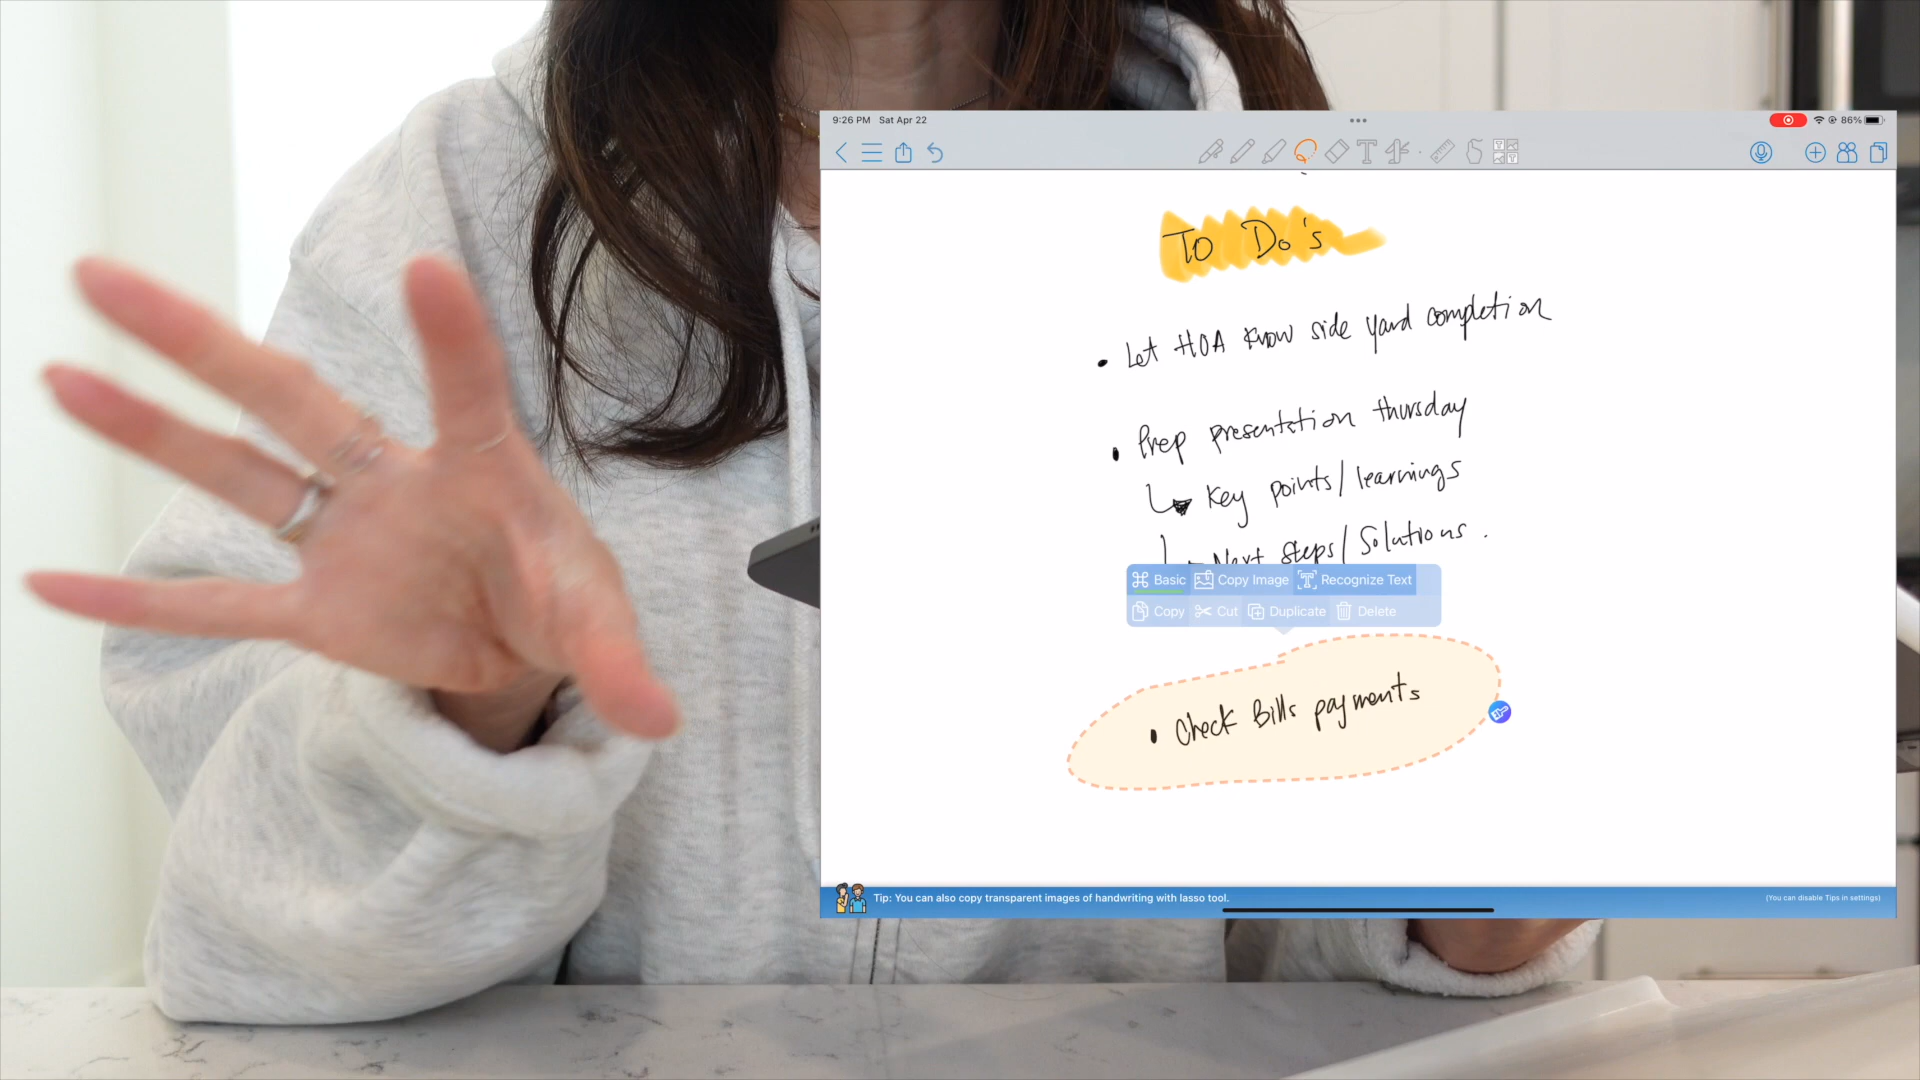 9:26 PM Sat Apr 22
86%
To Do's
• Let HOA know side yard completion
• Prep presentation thursday
Key points/learnings
Next steps/Solutions.
Basic Copy Image Recognize Text
Copy Cut Duplicate Delete
• Check Bills payments
Tip: You can also copy transparent images of handwriting with lasso tool.
(You can disable Tips in settings)